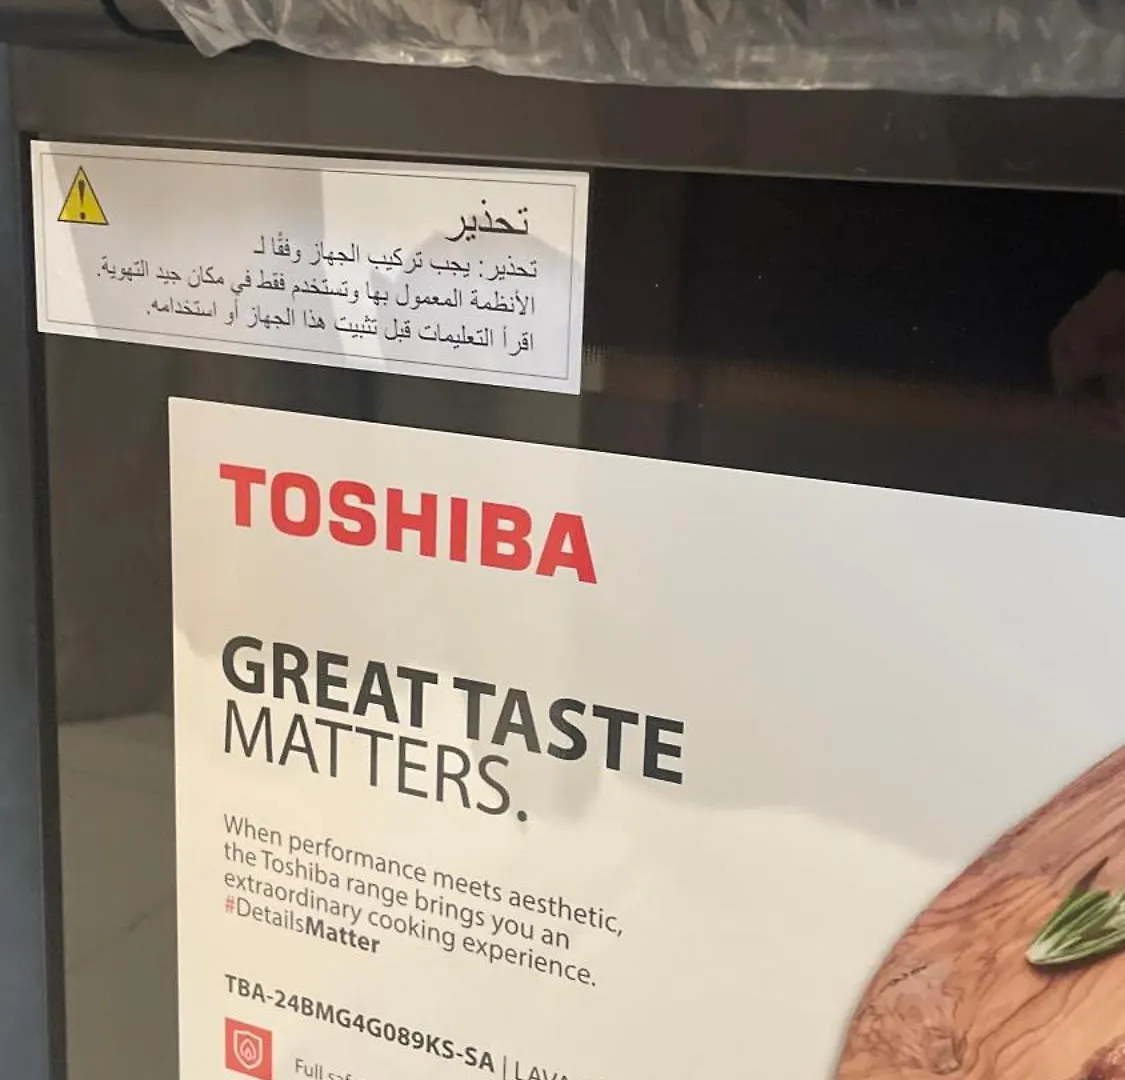 تحذير
تحذير: يجب تركيب الجهاز وفقًا لـ
الأنظمة المعمول بها وتستخدم فقط في مكان جيد التهوية.
اقرأ التعليمات قبل تثبيت هذا الجهاز أو استخدامه.
TOSHIBA
GREAT TASTE
MATTERS.
When performance meets aesthetic,
the Toshiba range brings you an
extraordinary cooking experience.
#DetailsMatter
TBA-24BMG4G089KS-SA |
Full